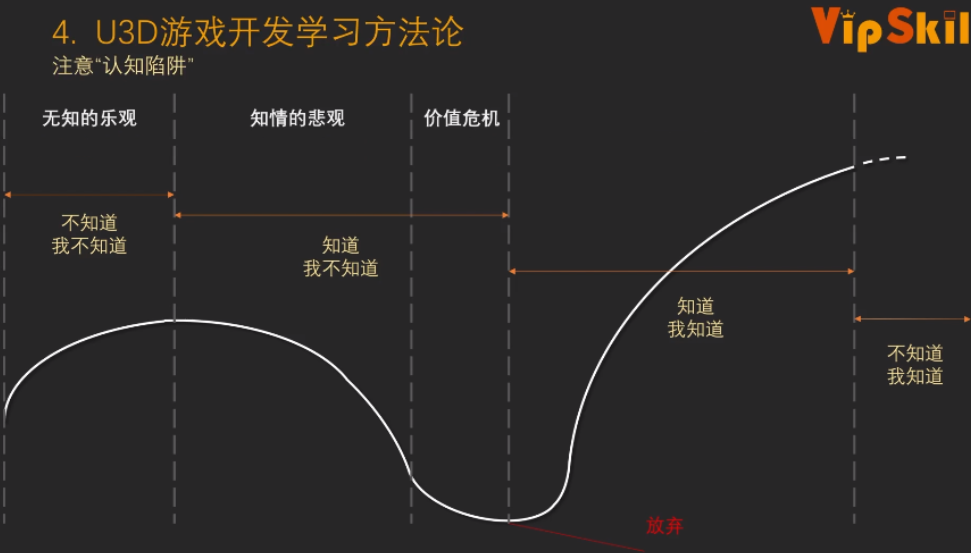 4. U3D游戏开发学习方法论
VipSkil
注意“认知陷阱”
无知的乐观
知情的悲观
价值危机
不知道
我不知道
知道
我不知道
知道
我知道
不知道
我知道
放弃